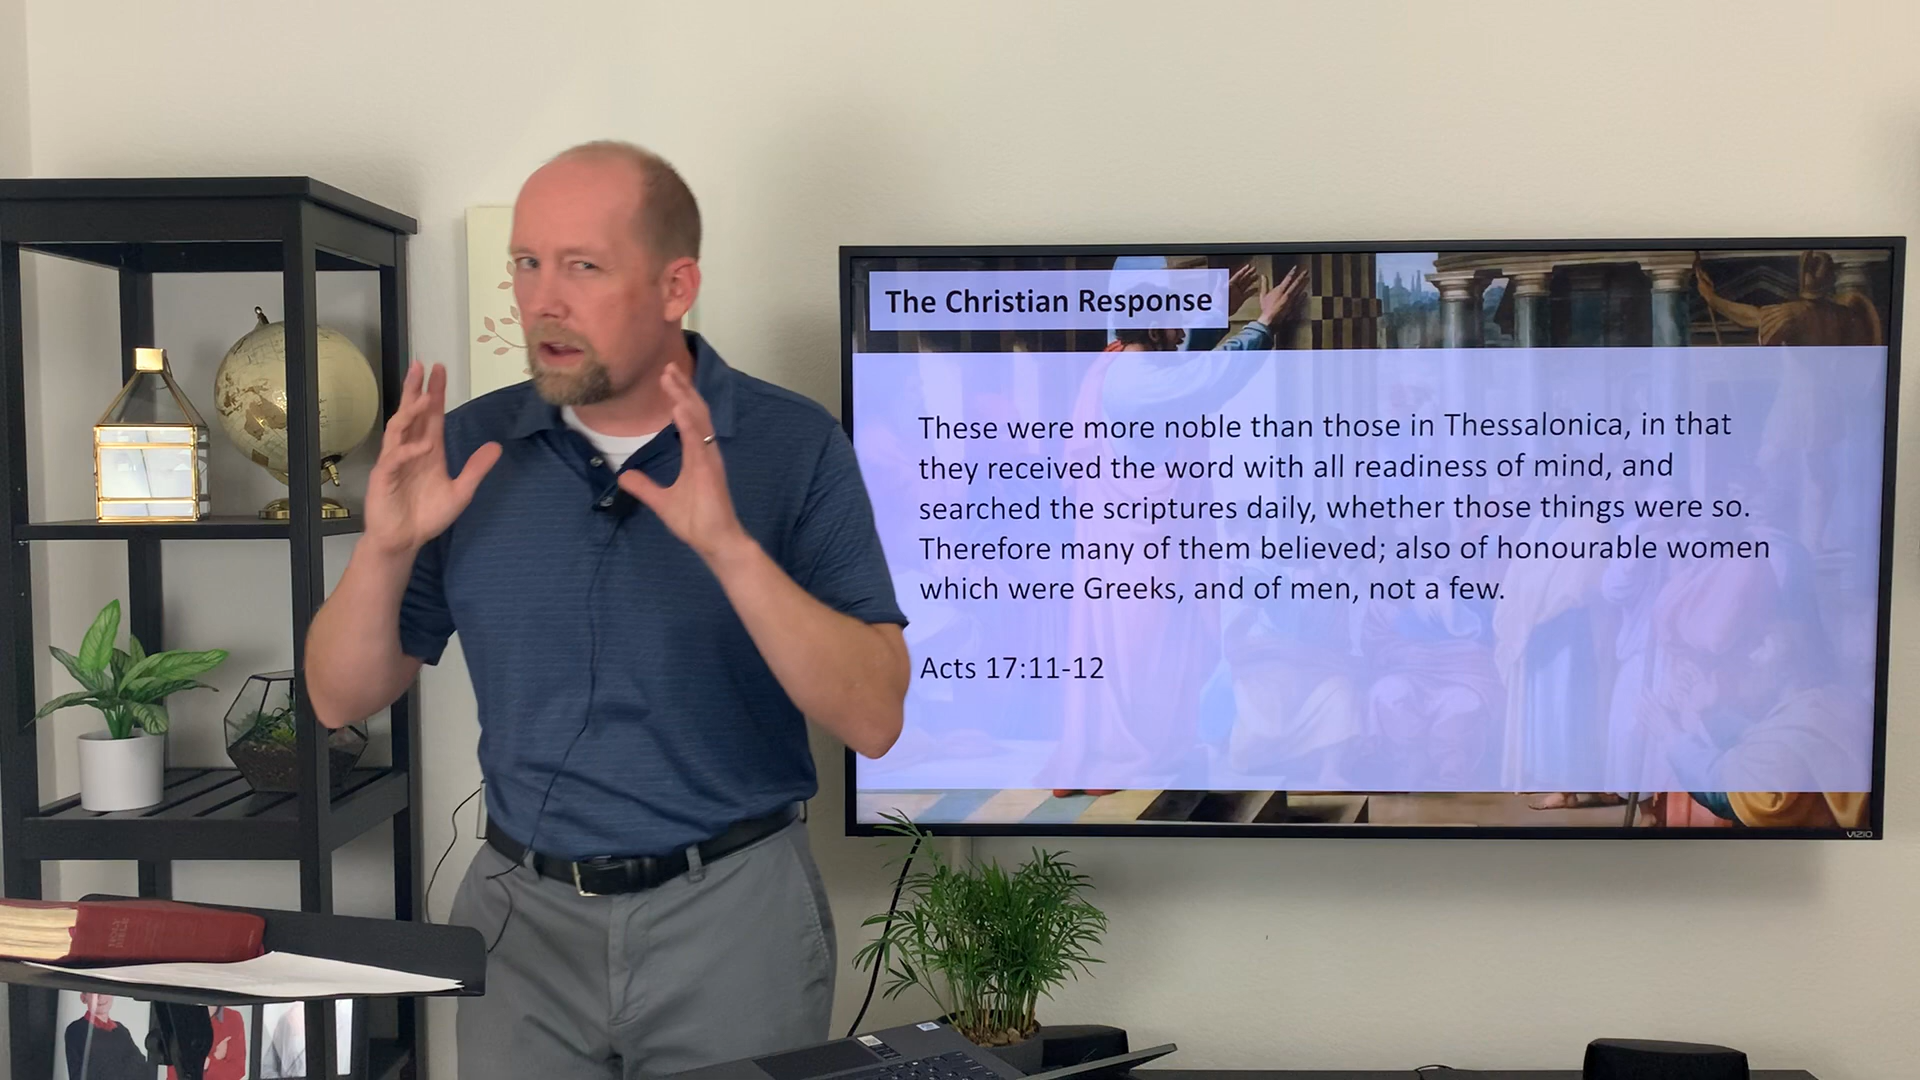 The Christian Response
These were more noble than those in Thessalonica, in that
they received the word with all readiness of mind, and
searched the scriptures daily, whether those things were so.
Therefore many of them believed; also of honourable women
which were Greeks, and of men, not a few.
Acts 17:11-12
VIZIO
HOLY
BIBLE